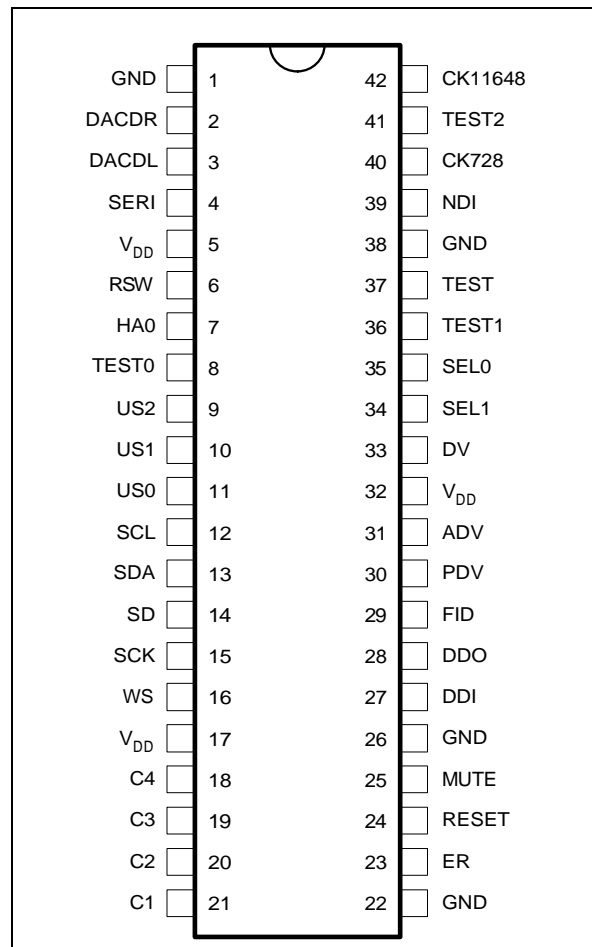 GND 1 42 CK11648
DACDR 2 41 TEST2
DACDL 3 40 CK728
SERI 4 39 NDI
VDD 5 38 GND
RSW 6 37 TEST
HA0 7 36 TEST1
TEST0 8 35 SEL0
US2 9 34 SEL1
US1 10 33 DV
US0 11 32 VDD
SCL 12 31 ADV
SDA 13 30 PDV
SD 14 29 FID
SCK 15 28 DDO
WS 16 27 DDI
VDD 17 26 GND
C4 18 25 MUTE
C3 19 24 RESET
C2 20 23 ER
C1 21 22 GND